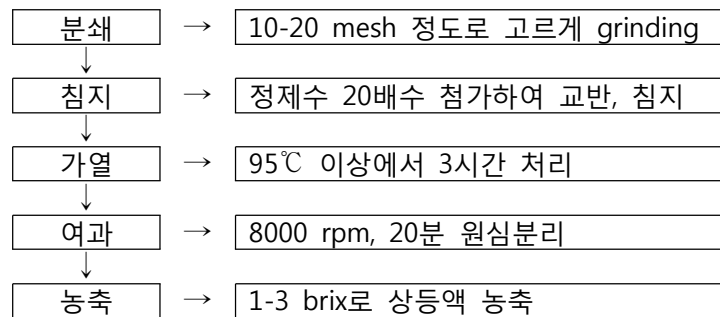 분쇄 → 10-20 mesh 정도로 고르게 grinding
↓
침지 → 정제수 20배수 첨가하여 교반, 침지
↓
가열 → 95℃ 이상에서 3시간 처리
↓
여과 → 8000 rpm, 20분 원심분리
↓
농축 → 1-3 brix로 상등액 농축